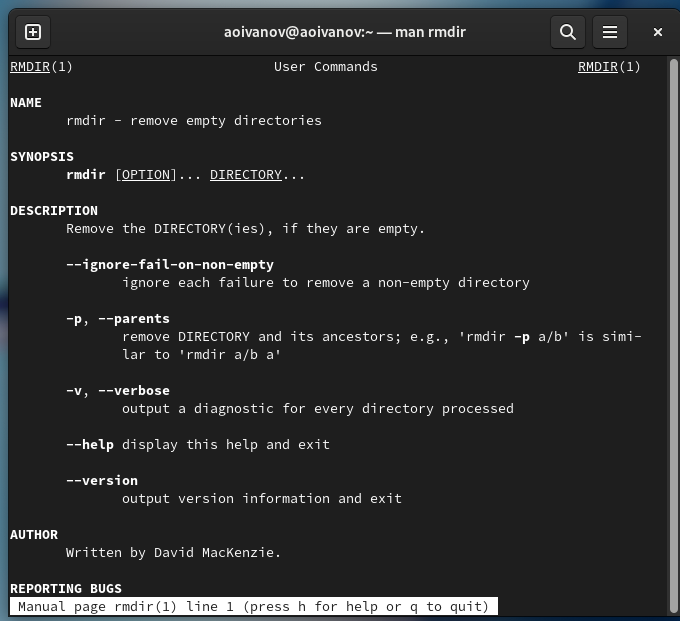 aoivanov@aoivanov:~ — man rmdir
RMDIR(1) User Commands RMDIR(1)
NAME
rmdir - remove empty directories
SYNOPSIS
rmdir [OPTION]... DIRECTORY...
DESCRIPTION
Remove the DIRECTORY(ies), if they are empty.
--ignore-fail-on-non-empty
ignore each failure to remove a non-empty directory
-p, --parents
remove DIRECTORY and its ancestors; e.g., 'rmdir -p a/b' is simi-
lar to 'rmdir a/b a'
-v, --verbose
output a diagnostic for every directory processed
--help display this help and exit
--version
output version information and exit
AUTHOR
Written by David MacKenzie.
REPORTING BUGS
Manual page rmdir(1) line 1 (press h for help or q to quit)